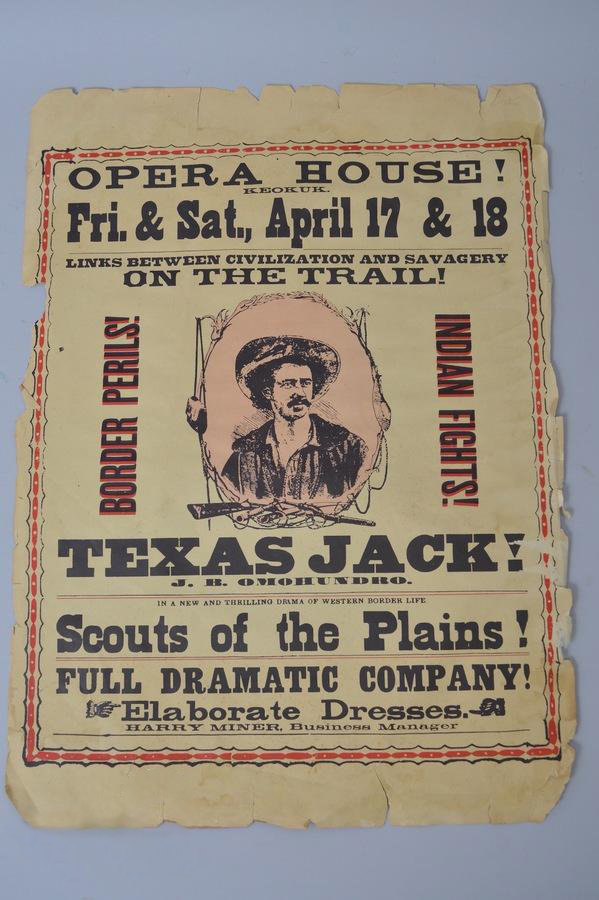 OPERA HOUSE!
KEOKUK.
Fri. & Sat., April 17 & 18
LINKS BETWEEN CIVILIZATION AND SAVAGERY
ON THE TRAIL!
BORDER PERILS!
INDIAN FIGHTS!
TEXAS JACK!
J. B. OMOHUNDRO.
IN A NEW AND THRILLING DRAMA OF WESTERN BORDER LIFE
Scouts of the Plains!
FULL DRAMATIC COMPANY!
Elaborate Dresses.
HARRY MINER, Business Manager